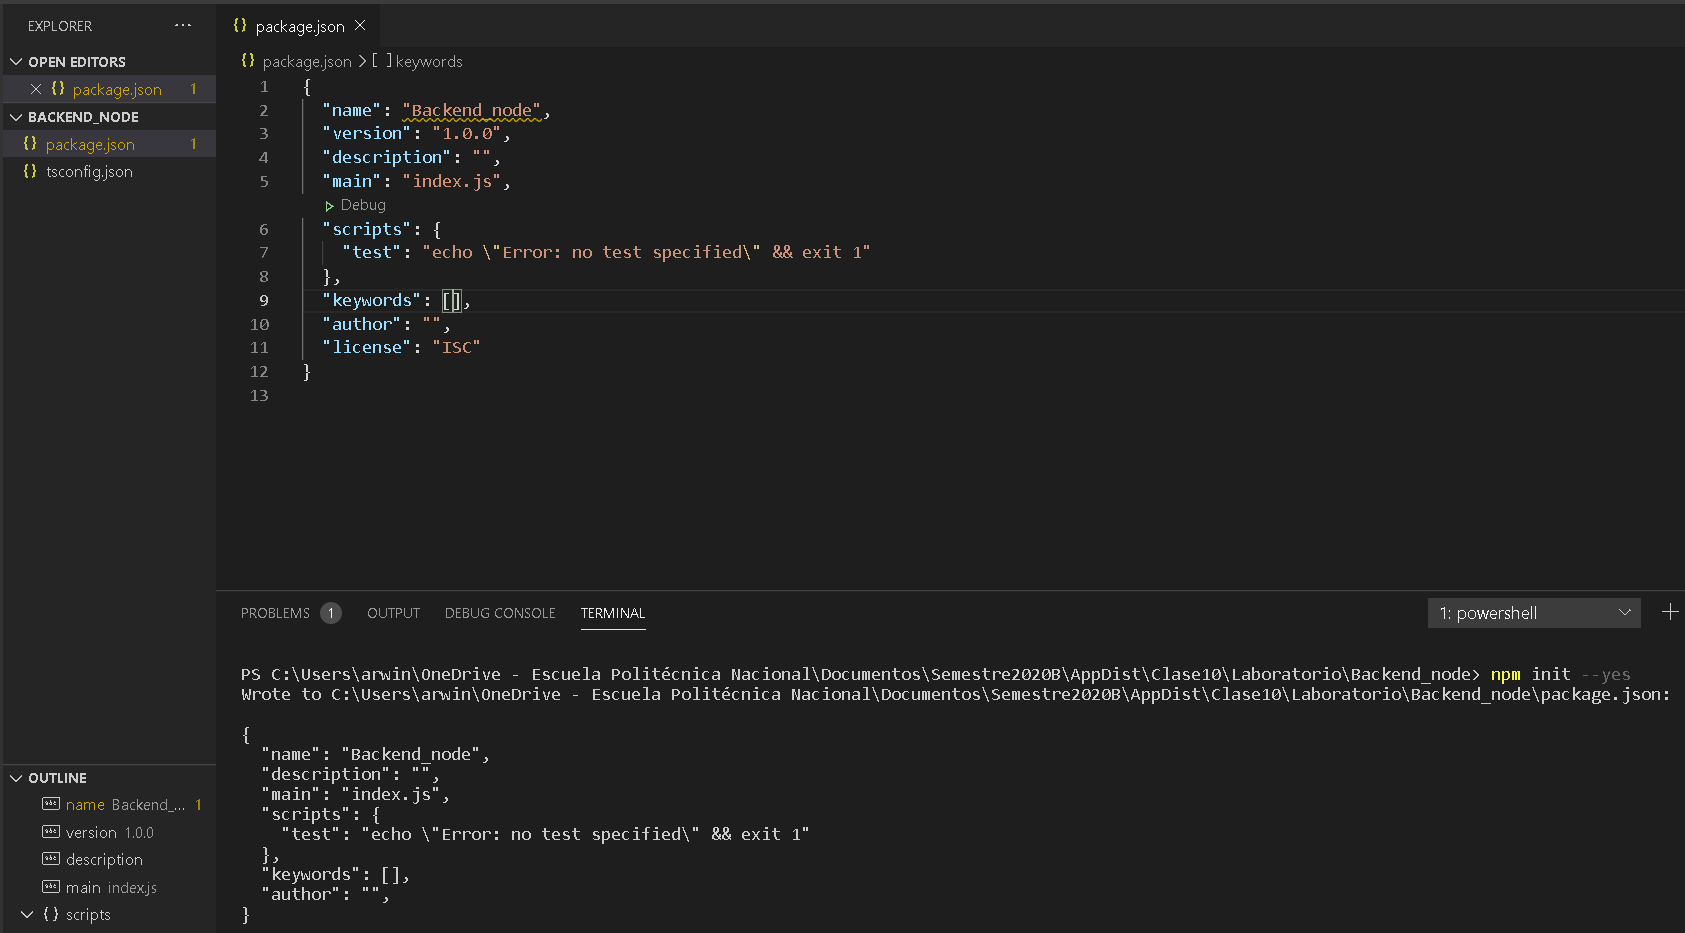 EXPLORER ...
OPEN EDITORS
{} package.json 1
BACKEND_NODE
{} package.json 1
{} tsconfig.json
OUTLINE
abc name Backend_... 1
abc version 1.0.0
abc description
abc main index.js
{} scripts
{} package.json
{} package.json > [ ] keywords
1 {
2 "name": "Backend_node",
3 "version": "1.0.0",
4 "description": "",
5 "main": "index.js",
Debug
6 "scripts": {
7 "test": "echo \"Error: no test specified\" && exit 1"
8 },
9 "keywords": [],
10 "author": "",
11 "license": "ISC"
12 }
13
PROBLEMS 1 OUTPUT DEBUG CONSOLE TERMINAL
1: powershell
PS C:\Users\arwin\OneDrive - Escuela Politécnica Nacional\Documentos\Semestre2020B\AppDist\Clase10\Laboratorio\Backend_node> npm init --yes
Wrote to C:\Users\arwin\OneDrive - Escuela Politécnica Nacional\Documentos\Semestre2020B\AppDist\Clase10\Laboratorio\Backend_node\package.json:
{
"name": "Backend_node",
"description": "",
"main": "index.js",
"scripts": {
"test": "echo \"Error: no test specified\" && exit 1"
},
"keywords": [],
"author": "",
}